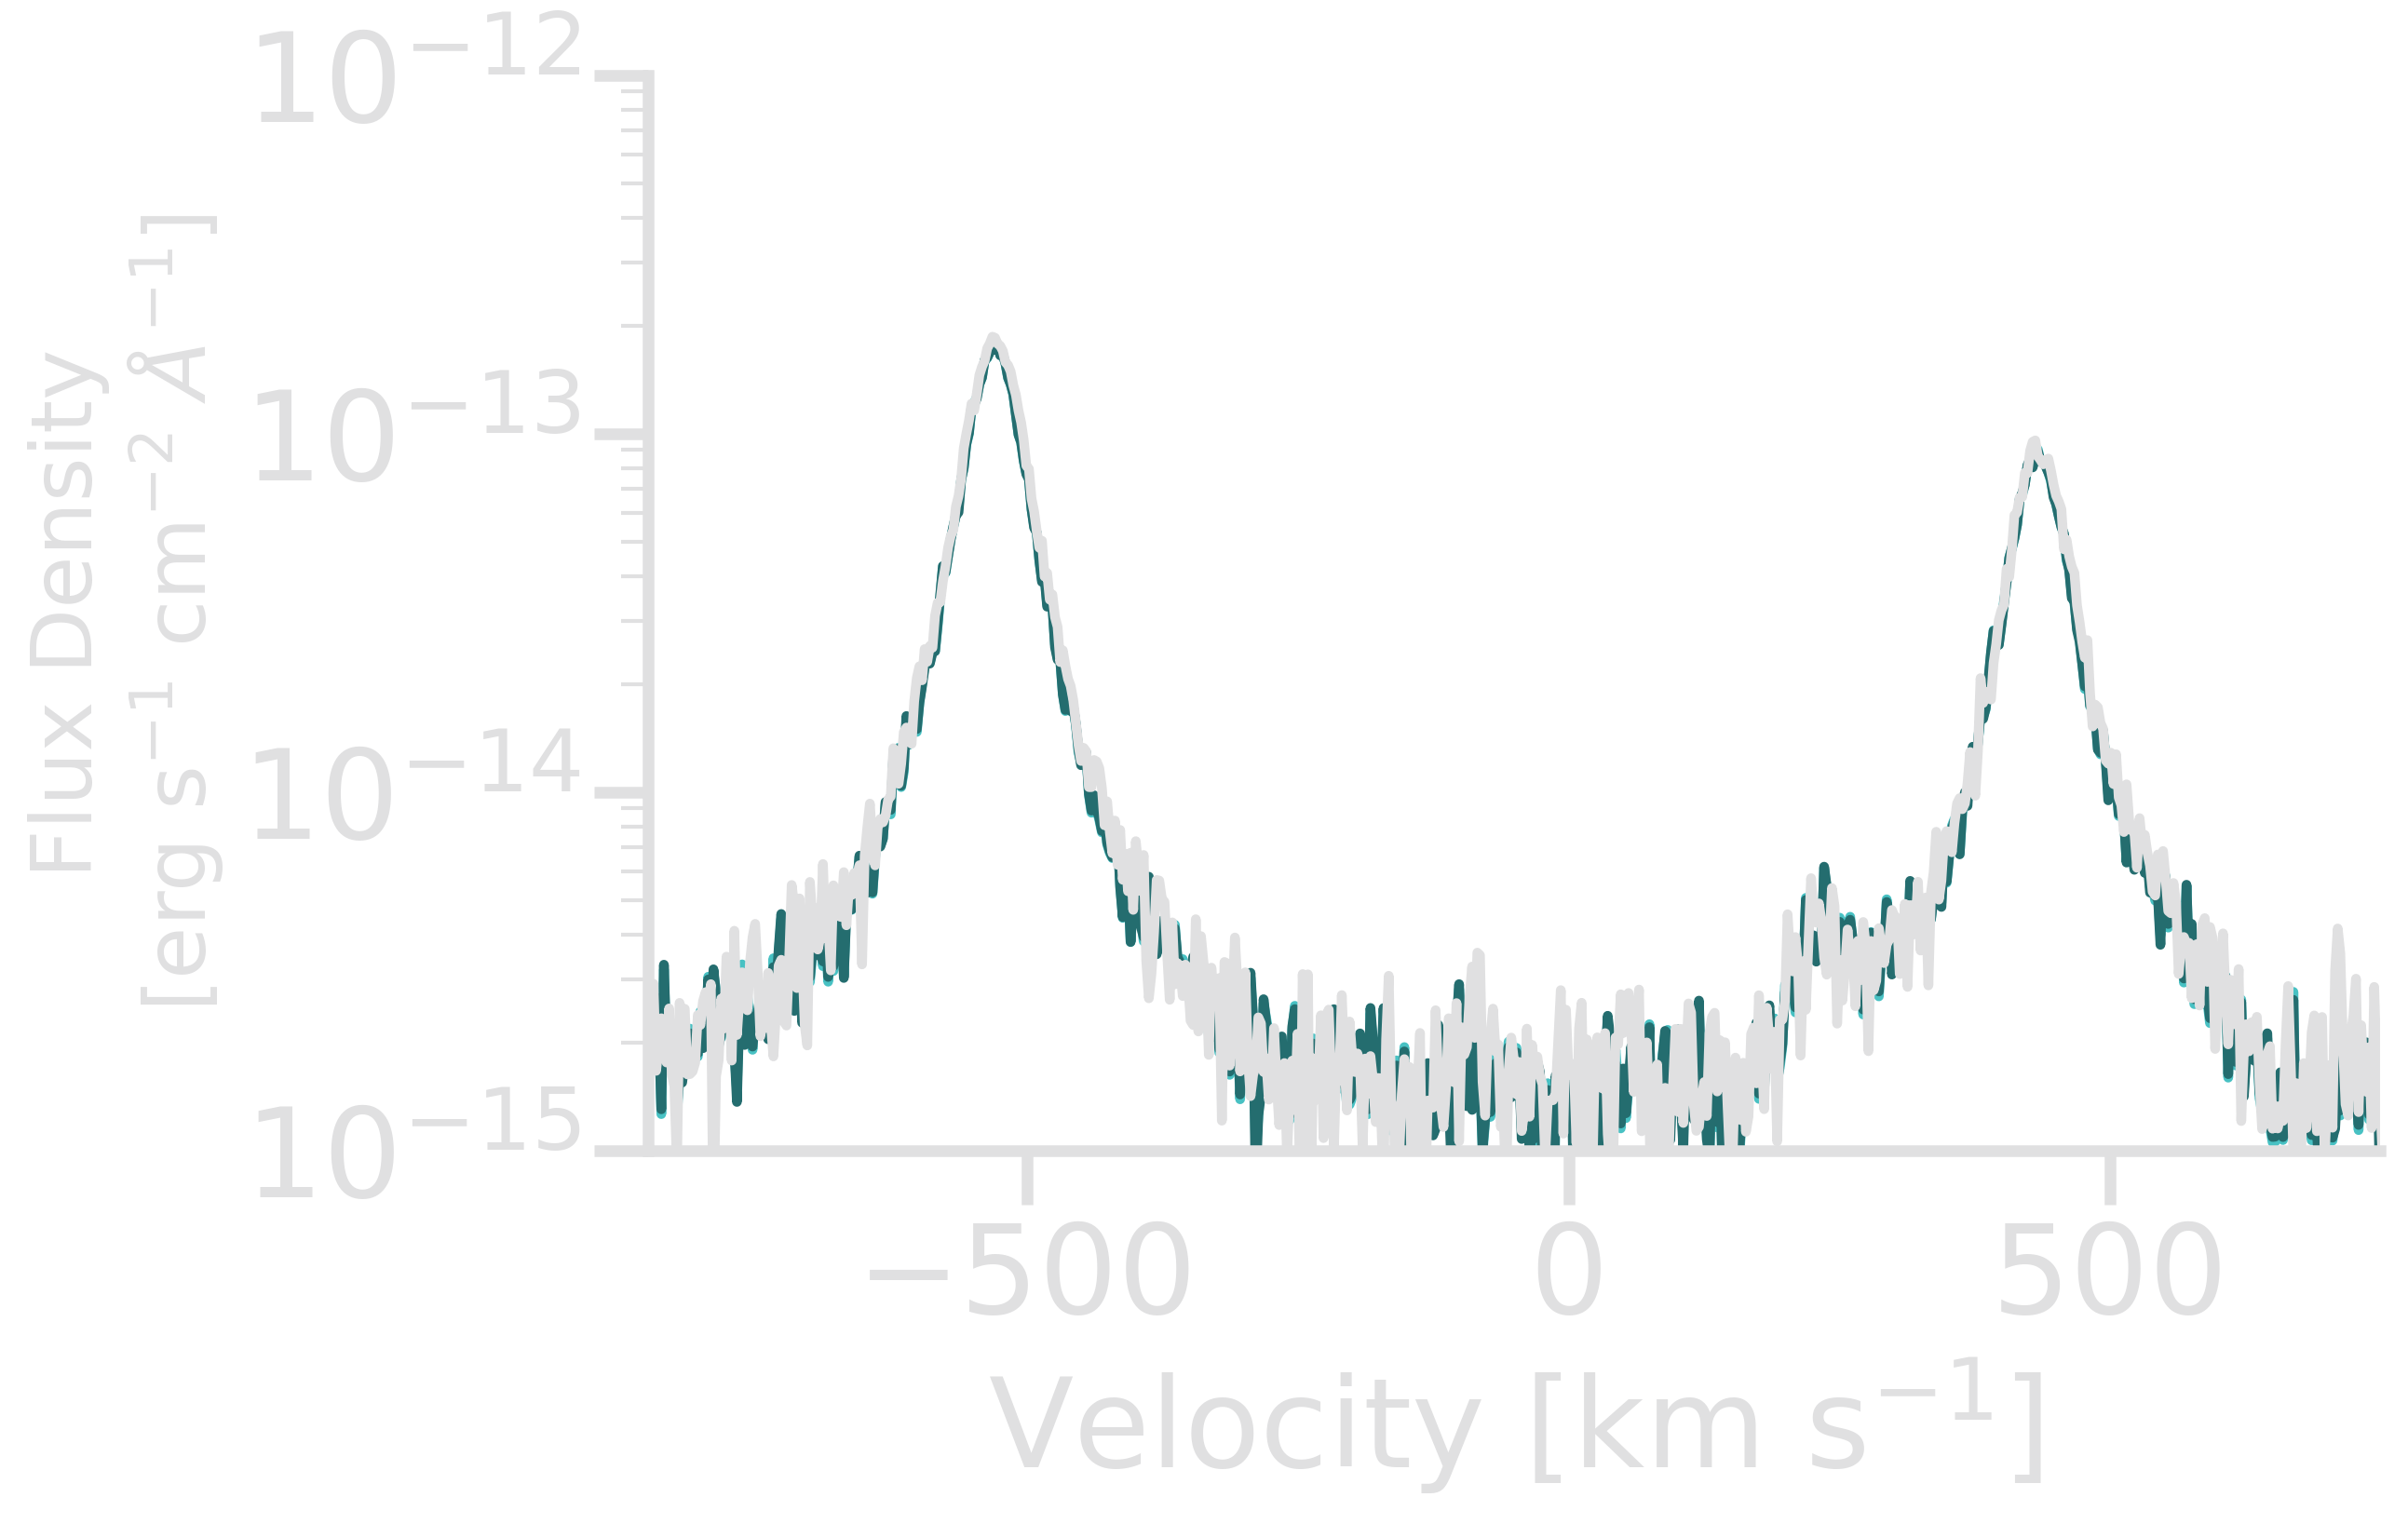 Flux Density
[erg s⁻¹ cm⁻² Å⁻¹]
10⁻¹²
10⁻¹³
10⁻¹⁴
10⁻¹⁵
−500 0 500
Velocity [km s⁻¹]